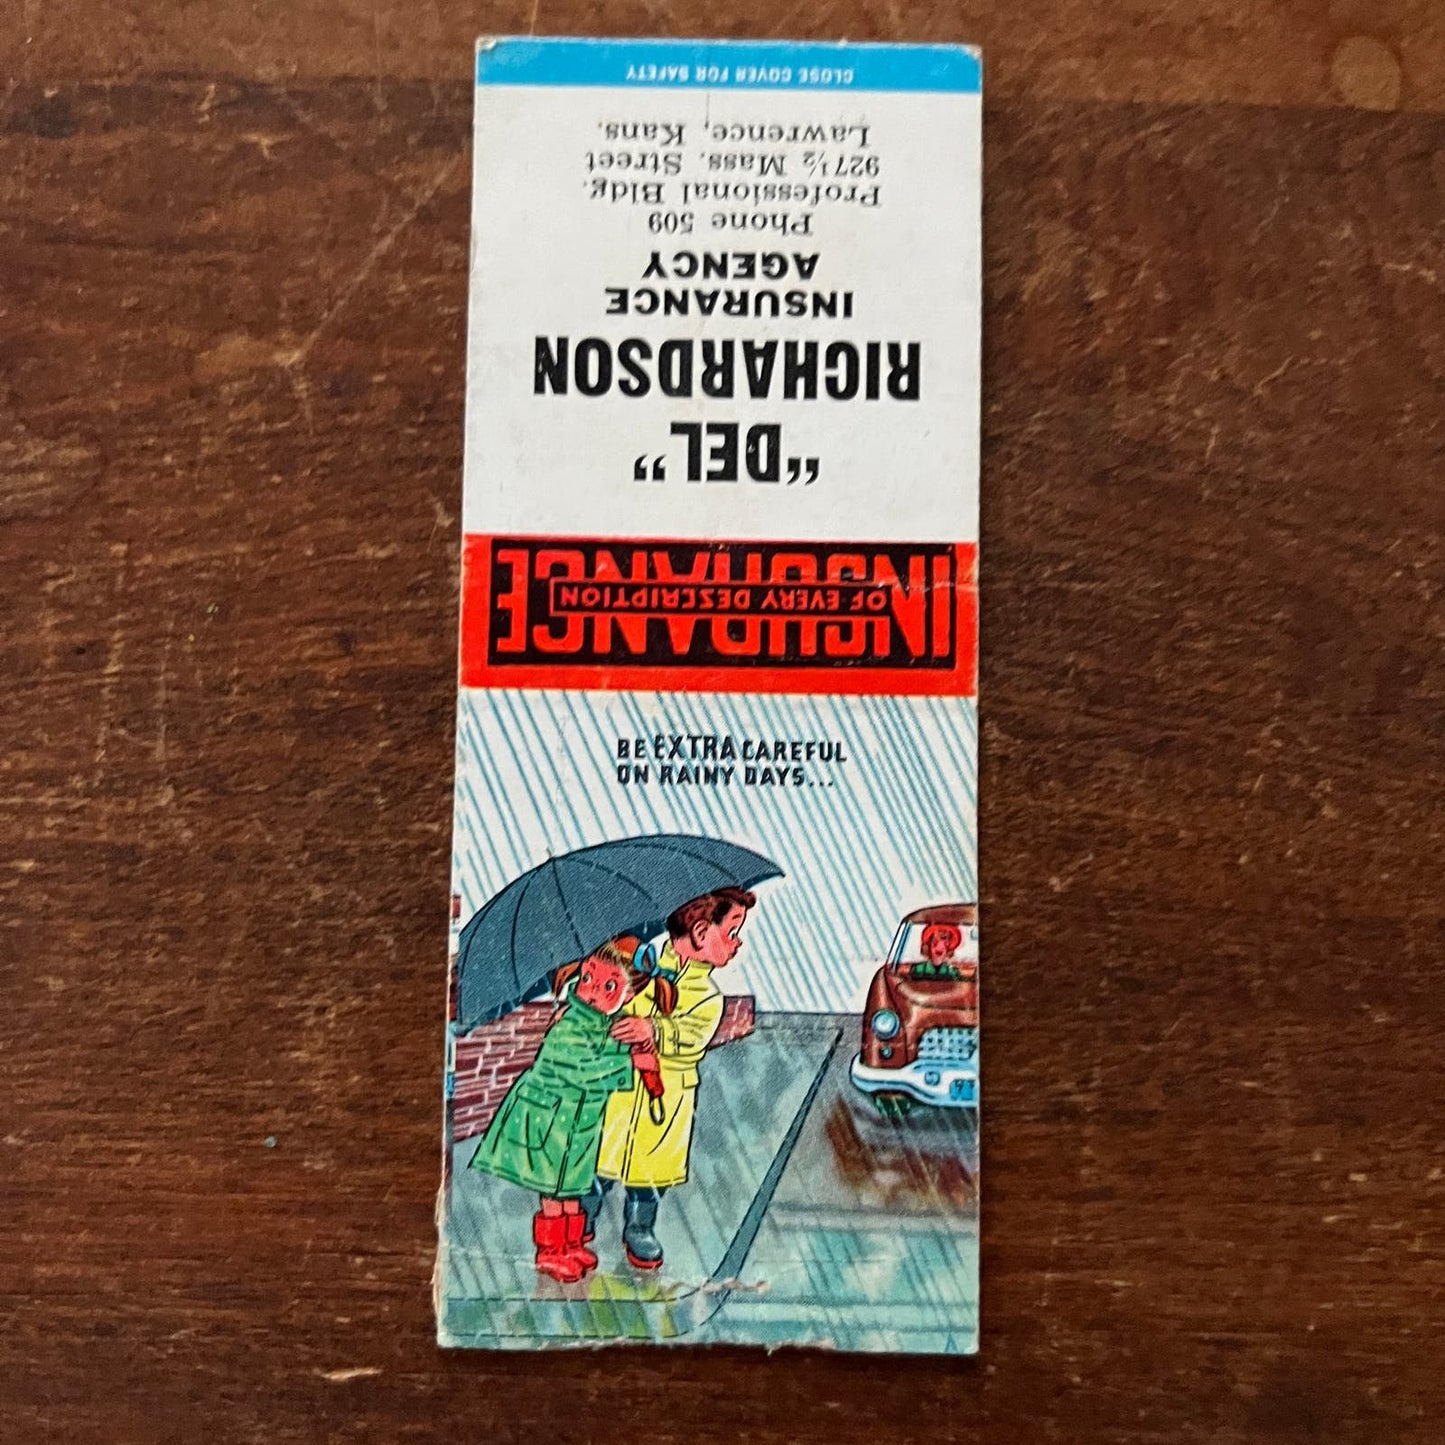 "DEL"
RICHARDSON
INSURANCE
AGENCY
Phone 509
Professional Bldg.
927½ Mass. Street
Lawrence, Kans.
CLOSE COVER FOR SAFETY
INSURANCE
OF EVERY DESCRIPTION
BE EXTRA CAREFUL
ON RAINY DAYS...